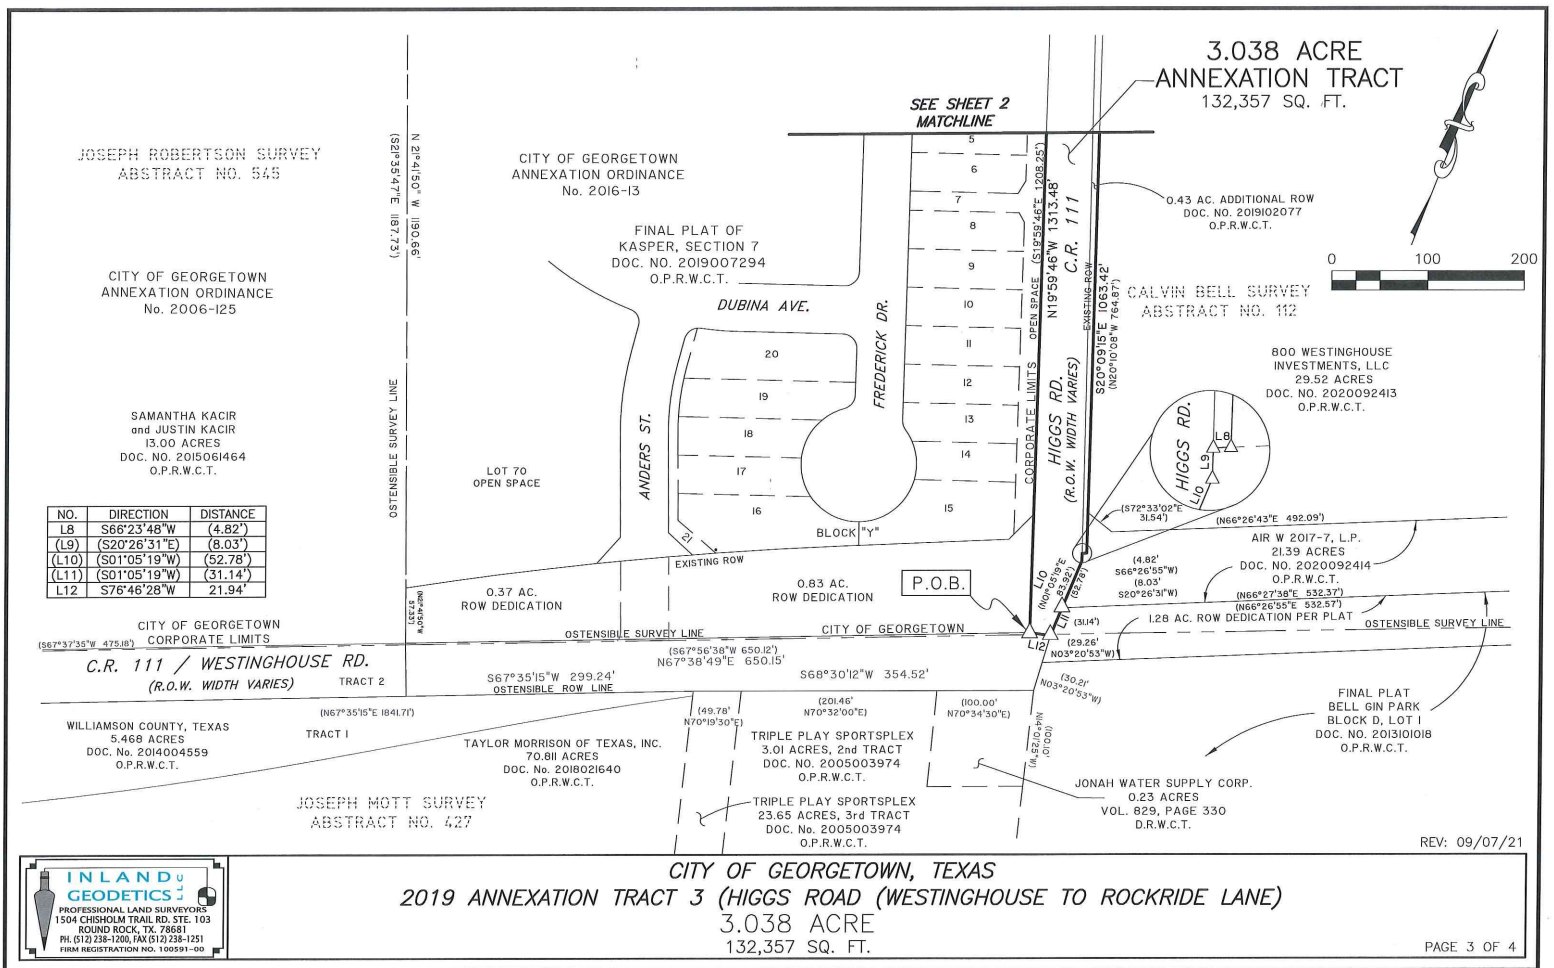 3.038 ACRE
ANNEXATION TRACT
132,357 SQ. FT.
SEE SHEET 2
MATCHLINE
JOSEPH ROBERTSON SURVEY
ABSTRACT NO. 545
N 21°41'50" W 1190.66'
(S21°35'47"E 1187.73')
CITY OF GEORGETOWN
ANNEXATION ORDINANCE
No. 2016-13
FINAL PLAT OF
KASPER, SECTION 7
DOC. NO. 2019007294
O.P.R.W.C.T.
CITY OF GEORGETOWN
ANNEXATION ORDINANCE
No. 2006-125
DUBINA AVE.
FREDERICK DR.
ANDERS ST.
5
6
7
8
9
10
11
12
13
14
15
20
19
18
17
16
21
BLOCK "Y"
OPEN SPACE (S19°59'46"E 1208.25')
N19°59'46"W 1313.48'
C.R. 111
EXISTING ROW
S20°09'15"E 1063.42'
(N20°10'08"W 764.87')
CORPORATE LIMITS
HIGGS RD.
(R.O.W. WIDTH VARIES)
0.43 AC. ADDITIONAL ROW
DOC. NO. 2019102077
O.P.R.W.C.T.
0
100
200
CALVIN BELL SURVEY
ABSTRACT NO. 112
800 WESTINGHOUSE
INVESTMENTS, LLC
29.52 ACRES
DOC. NO. 2020092413
O.P.R.W.C.T.
HIGGS RD.
L8
L9
L10
SAMANTHA KACIR
and JUSTIN KACIR
13.00 ACRES
DOC. NO. 2015061464
O.P.R.W.C.T.
OSTENSIBLE SURVEY LINE
LOT 70
OPEN SPACE
NO. DIRECTION DISTANCE
L8 S66°23'48"W (4.82')
(L9) (S20°26'31"E) (8.03')
(L10) (S01°05'19"W) (52.78')
(L11) (S01°05'19"W) (31.14')
L12 S76°46'28"W 21.94'
EXISTING ROW
0.37 AC.
ROW DEDICATION
0.83 AC.
ROW DEDICATION
P.O.B.
L10
(N01°05'19"E
83.92')
(52.78')
L11
(31.14')
L12
(S72°33'02"E
31.54')
(N66°26'43"E 492.09')
AIR W 2017-7, L.P.
21.39 ACRES
DOC. NO. 2020092414
O.P.R.W.C.T.
(4.82')
S66°26'55"W)
(8.03')
S20°26'31"W)
(N66°27'38"E 532.37')
(N66°26'55"E 532.57')
1.28 AC. ROW DEDICATION PER PLAT
OSTENSIBLE SURVEY LINE
57.33')
CITY OF GEORGETOWN
CORPORATE LIMITS
(S67°37'35"W 475.18')
OSTENSIBLE SURVEY LINE
CITY OF GEORGETOWN
C.R. 111 / WESTINGHOUSE RD.
(R.O.W. WIDTH VARIES)
TRACT 2
(S67°56'38"W 650.12')
N67°38'49"E 650.15'
S67°35'15"W 299.24'
OSTENSIBLE ROW LINE
S68°30'12"W 354.52'
(29.26'
N03°20'53"W)
(30.21'
N03°20'53"W)
(N67°35'15"E 1841.71')
TRACT 1
(49.78'
N70°19'30"E)
(201.46'
N70°32'00"E)
(100.00'
N70°34'30"E)
(100.10'
N14°01'25"W)
WILLIAMSON COUNTY, TEXAS
5.468 ACRES
DOC. No. 2014004559
O.P.R.W.C.T.
TAYLOR MORRISON OF TEXAS, INC.
70.811 ACRES
DOC. No. 2018021640
O.P.R.W.C.T.
TRIPLE PLAY SPORTSPLEX
3.01 ACRES, 2nd TRACT
DOC. No. 2005003974
O.P.R.W.C.T.
TRIPLE PLAY SPORTSPLEX
23.65 ACRES, 3rd TRACT
DOC. No. 2005003974
O.P.R.W.C.T.
JONAH WATER SUPPLY CORP.
0.23 ACRES
VOL. 829, PAGE 330
D.R.W.C.T.
FINAL PLAT
BELL GIN PARK
BLOCK D, LOT 1
DOC. NO. 2013101018
O.P.R.W.C.T.
JOSEPH MOTT SURVEY
ABSTRACT NO. 427
REV: 09/07/21
INLAND
GEODETICS LLC
PROFESSIONAL LAND SURVEYORS
1504 CHISHOLM TRAIL RD. STE. 103
ROUND ROCK, TX. 78681
PH. (512) 238-1200, FAX (512) 238-1251
FIRM REGISTRATION NO. 100591-00
CITY OF GEORGETOWN, TEXAS
2019 ANNEXATION TRACT 3 (HIGGS ROAD (WESTINGHOUSE TO ROCKRIDE LANE)
3.038 ACRE
132,357 SQ. FT.
PAGE 3 OF 4